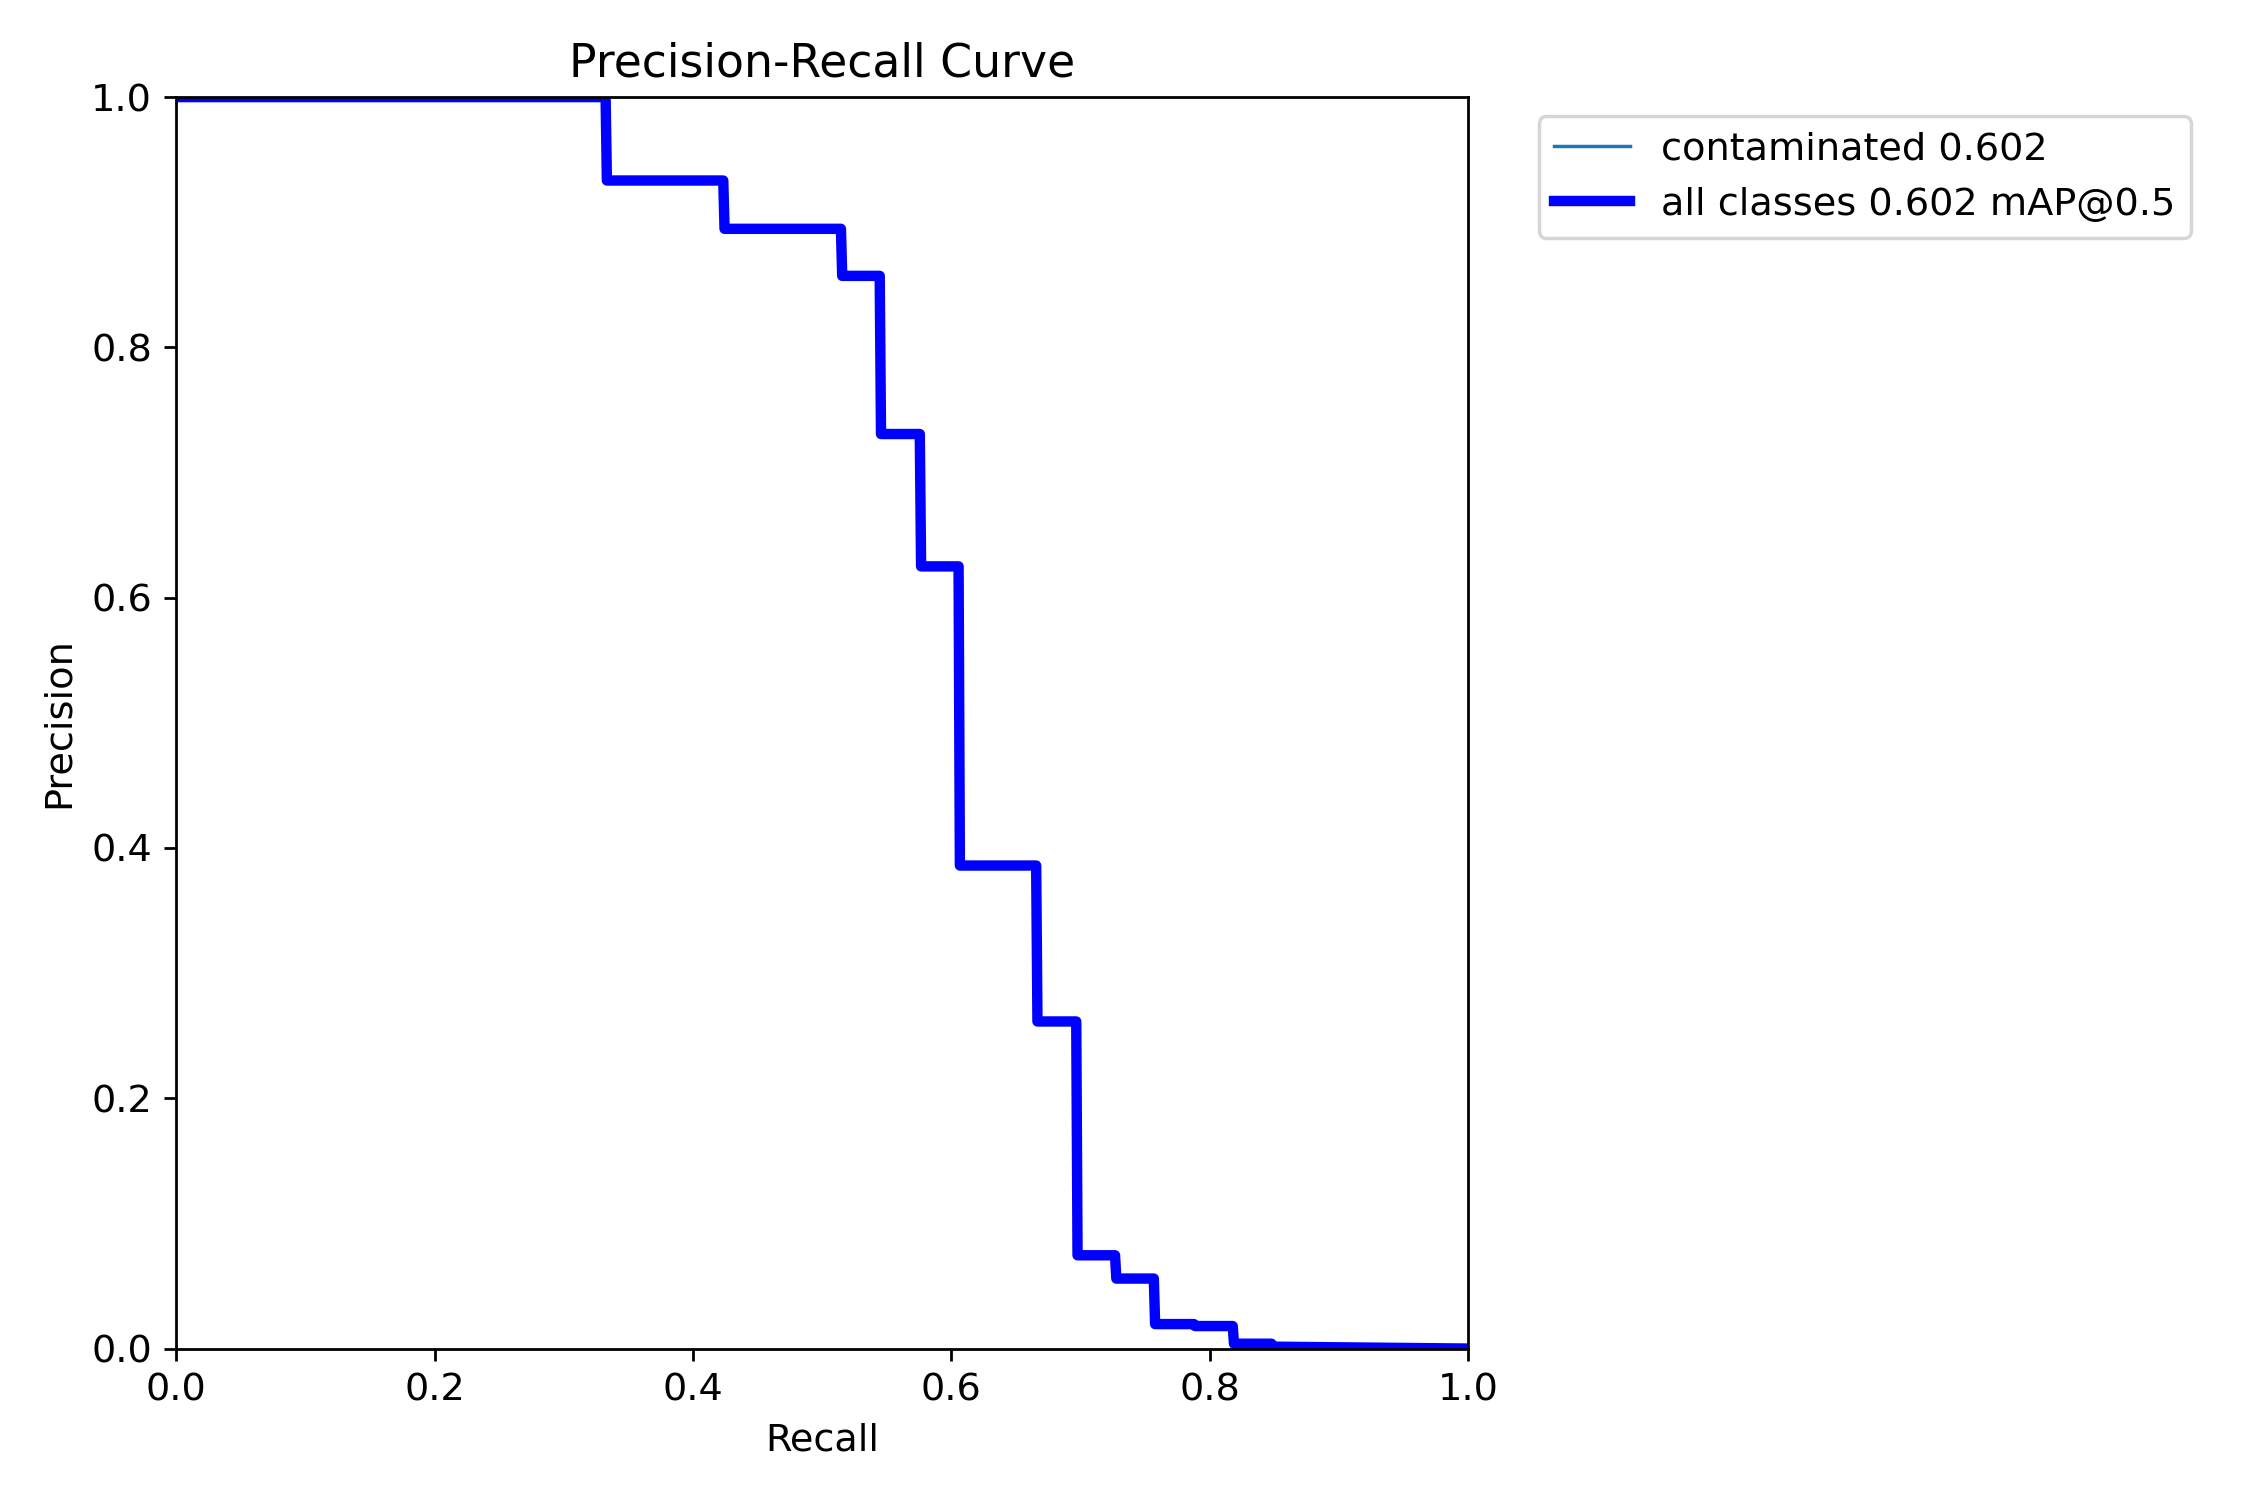 Precision-Recall Curve
1.0
0.8
0.6
0.4
0.2
0.0
Precision
0.0 0.2 0.4 0.6 0.8 1.0
Recall
contaminated 0.602
all classes 0.602 mAP@0.5